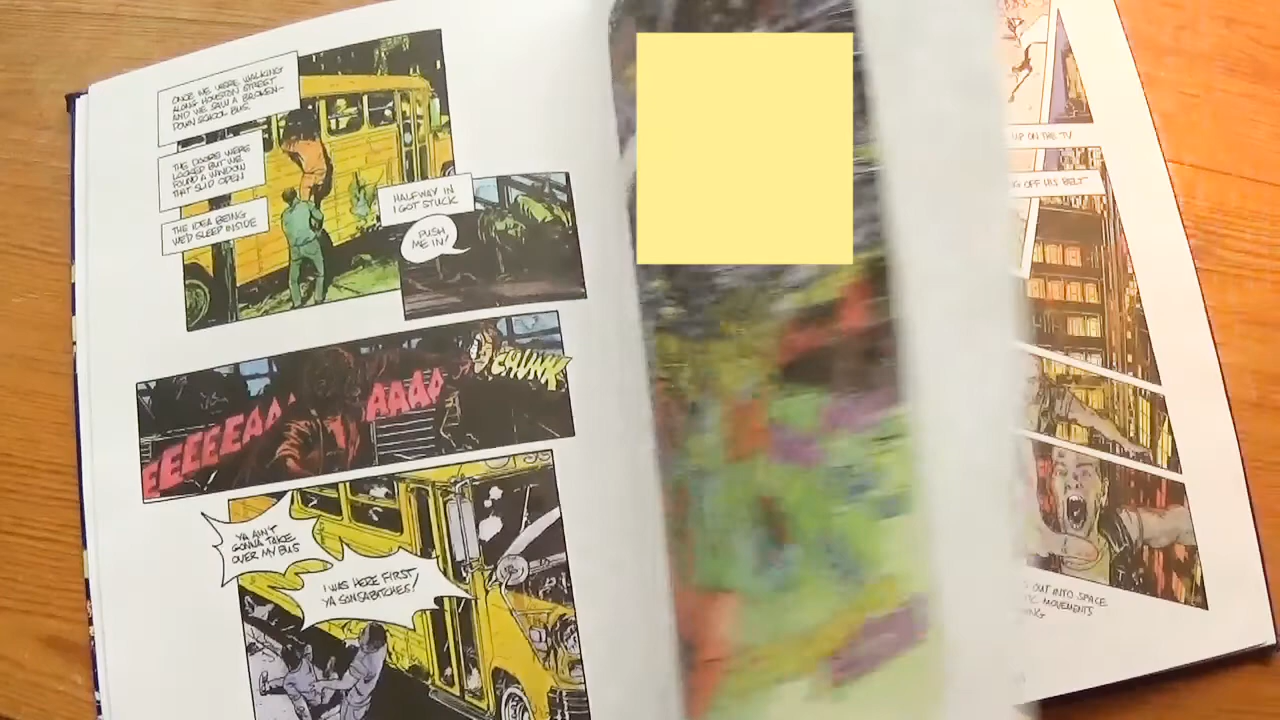 ONCE WE WERE WALKING
ALONG HOUSTON STREET
AND WE SAW A BROKEN-
DOWN SCHOOL BUS
THE DOORS WERE
LOCKED BUT WE
FOUND A WINDOW
THAT SLID OPEN
THE IDEA BEING
WE'D SLEEP INSIDE
HALFWAY IN
I GOT STUCK
PUSH
ME IN!
EEEEEAA AAAA
CHUNK
YA AIN'T
GONNA TAKE
OVER MY BUS
I WAS HERE FIRST
YA SONSABITCHES!
UP ON THE TV
OFF HIS BELT
OUT INTO SPACE
MOVEMENTS